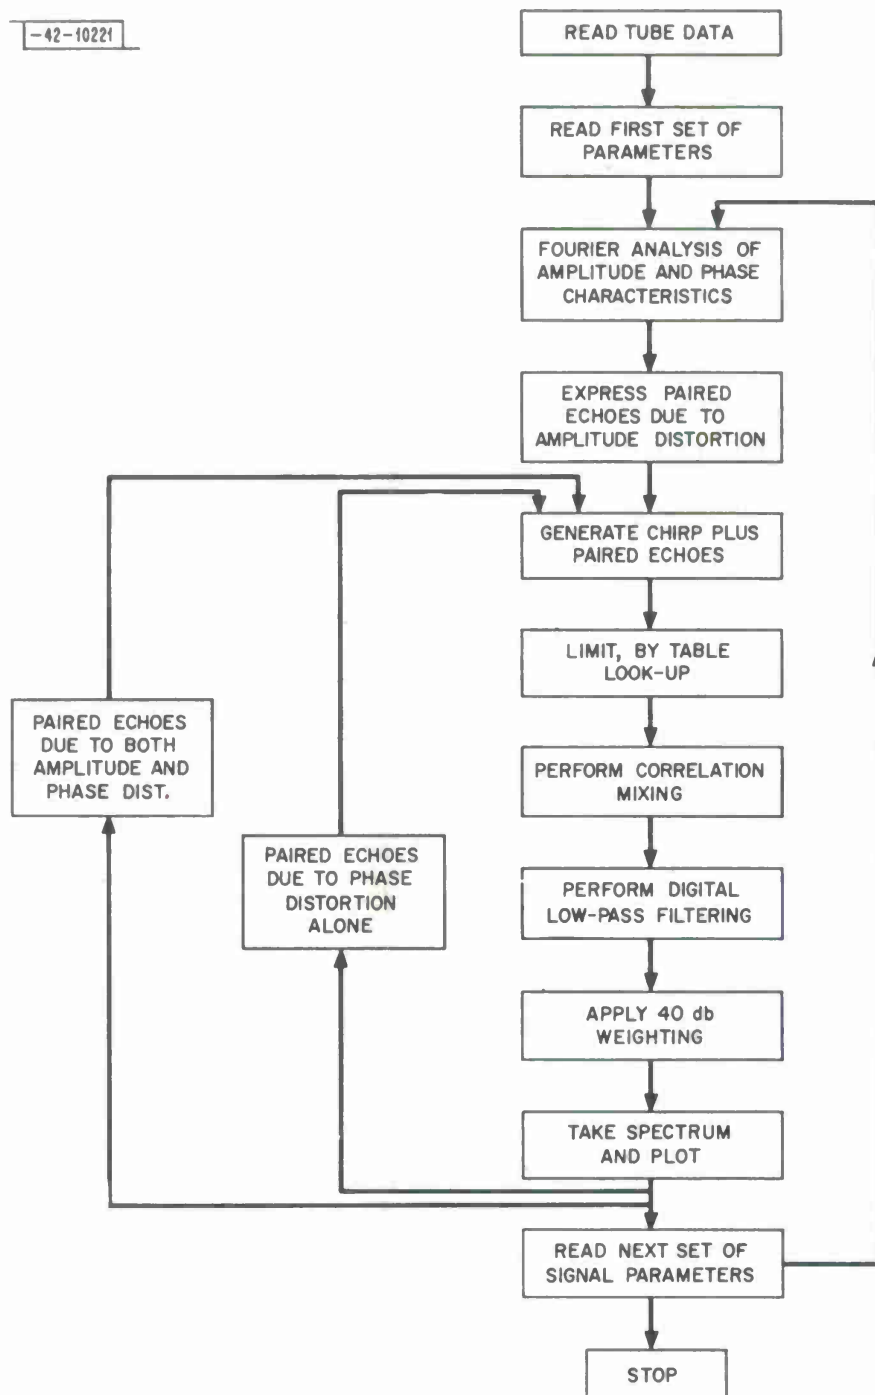 -42-10221
READ TUBE DATA
READ FIRST SET OF
PARAMETERS
FOURIER ANALYSIS OF
AMPLITUDE AND PHASE
CHARACTERISTICS
EXPRESS PAIRED
ECHOES DUE TO
AMPLITUDE DISTORTION
GENERATE CHIRP PLUS
PAIRED ECHOES
LIMIT, BY TABLE
LOOK-UP
PAIRED ECHOES
DUE TO BOTH
AMPLITUDE AND
PHASE DIST.
PERFORM CORRELATION
MIXING
PAIRED ECHOES
DUE TO PHASE
DISTORTION
ALONE
PERFORM DIGITAL
LOW-PASS FILTERING
APPLY 40 db
WEIGHTING
TAKE SPECTRUM
AND PLOT
READ NEXT SET OF
SIGNAL PARAMETERS
STOP